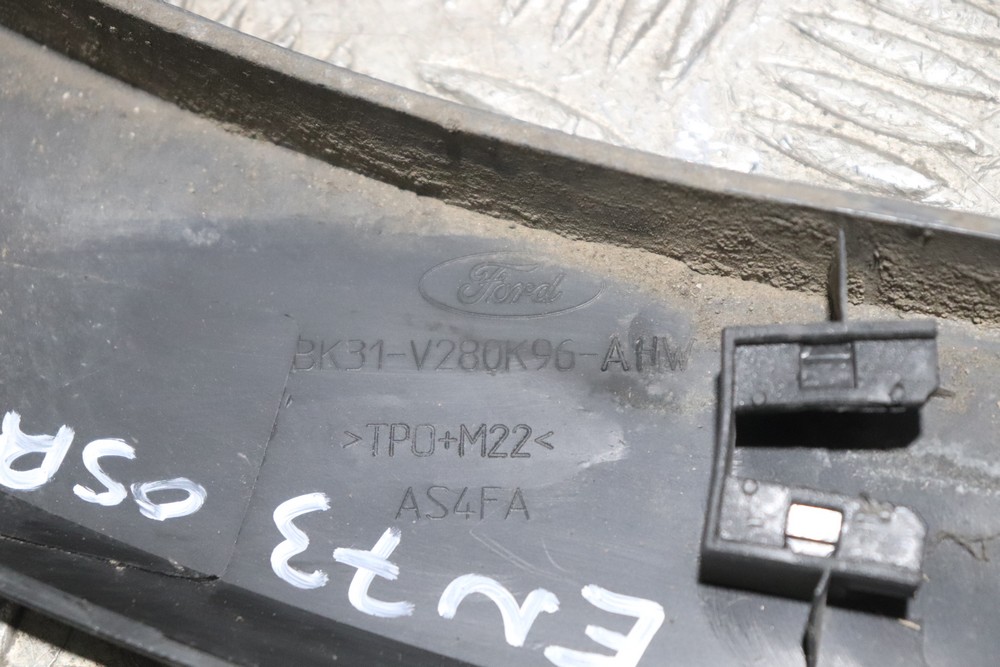 Ford
BK31-V280K96-AHW
>TPO+M22<
AS4FA
EN73
OSR